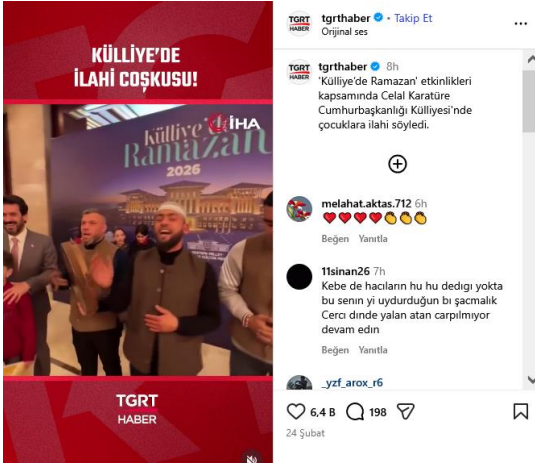 KÜLLİYE'DE
İLAHİ COŞKUSU!
İHA
Külliye'de
Ramazan
2026
TGRT
HABER
TGRT
HABER
tgrthaber • Takip Et
Orijinal ses
TGRT
HABER
tgrthaber 8h
'Külliye'de Ramazan' etkinlikleri
kapsamında Celal Karatüre
Cumhurbaşkanlığı Külliyesi'nde
çocuklara ilahi söyledi.
melahat.aktas.712 6h
❤️❤️❤️❤️👏👏👏
Beğen Yanıtla
11sinan26 7h
Kebe de hacıların hu hu dedıgı yokta
bu senın yi uydurduğun bı şacmalık
Cercı dınde yalan atan carpılmıyor
devam edın
Beğen Yanıtla
_yzf_arox_r6
6,4 B 198
24 Şubat